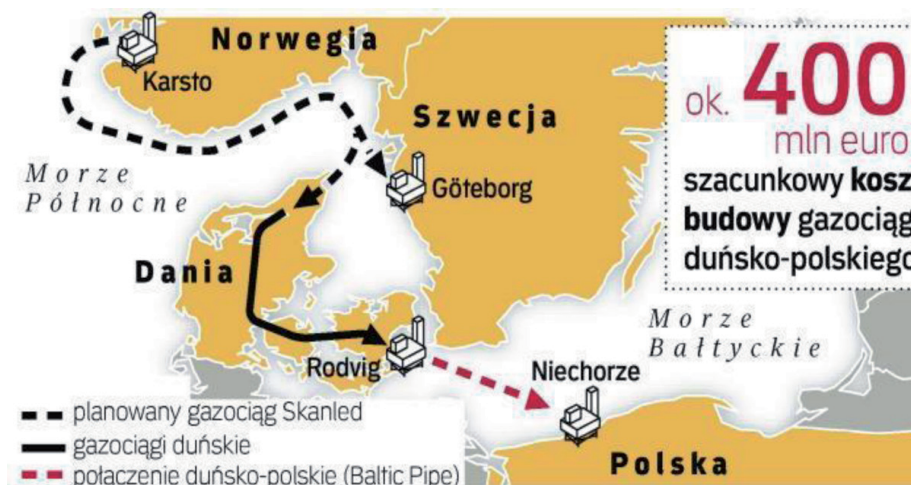 Norwegia
Karsto
Szwecja
ok. 400
mln euro
szacunkowy kosz
budowy gazociąg
duńsko-polskiego
Morze
Północne
Göteborg
Dania
Rodvig
Morze
Bałtyckie
Niechorze
Polska
planowany gazociąg Skanled
gazociągi duńskie
połączenie duńsko-polskie (Baltic Pipe)